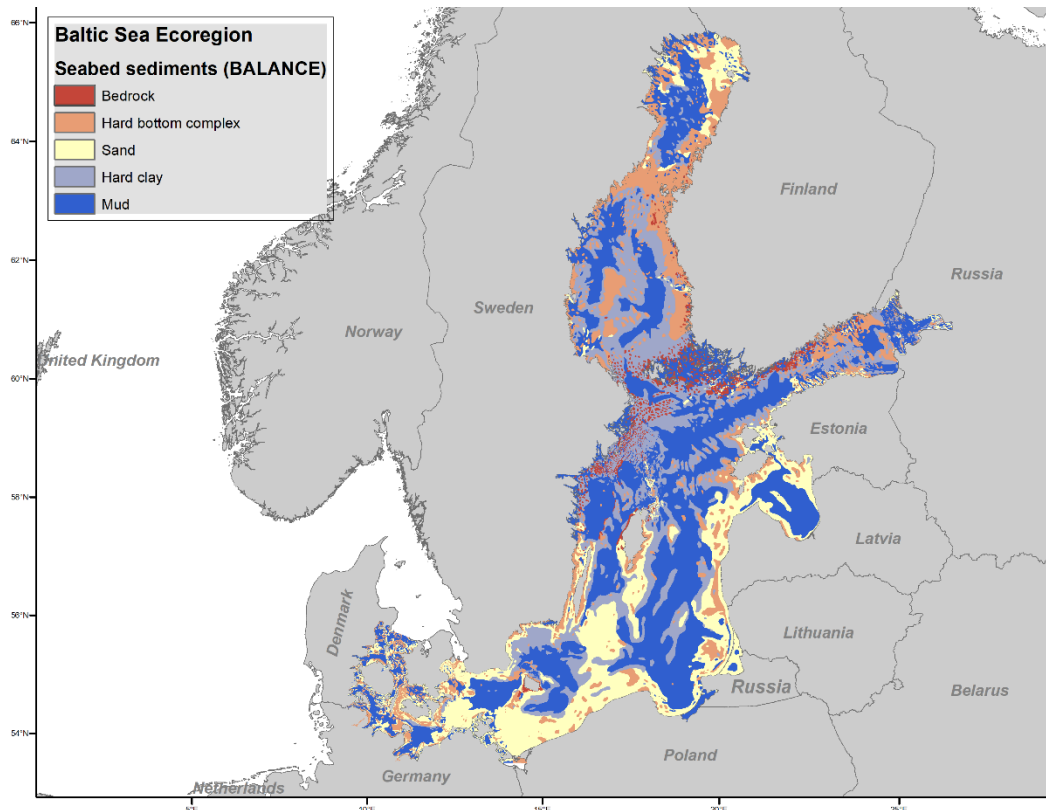 Baltic Sea Ecoregion
Seabed sediments (BALANCE)
Bedrock
Hard bottom complex
Sand
Hard clay
Mud
66°N
64°N
62°N
60°N
58°N
56°N
54°N
Finland
Russia
Sweden
Norway
United Kingdom
Estonia
Latvia
Denmark
Lithuania
Russia
Belarus
Poland
Germany
Netherlands